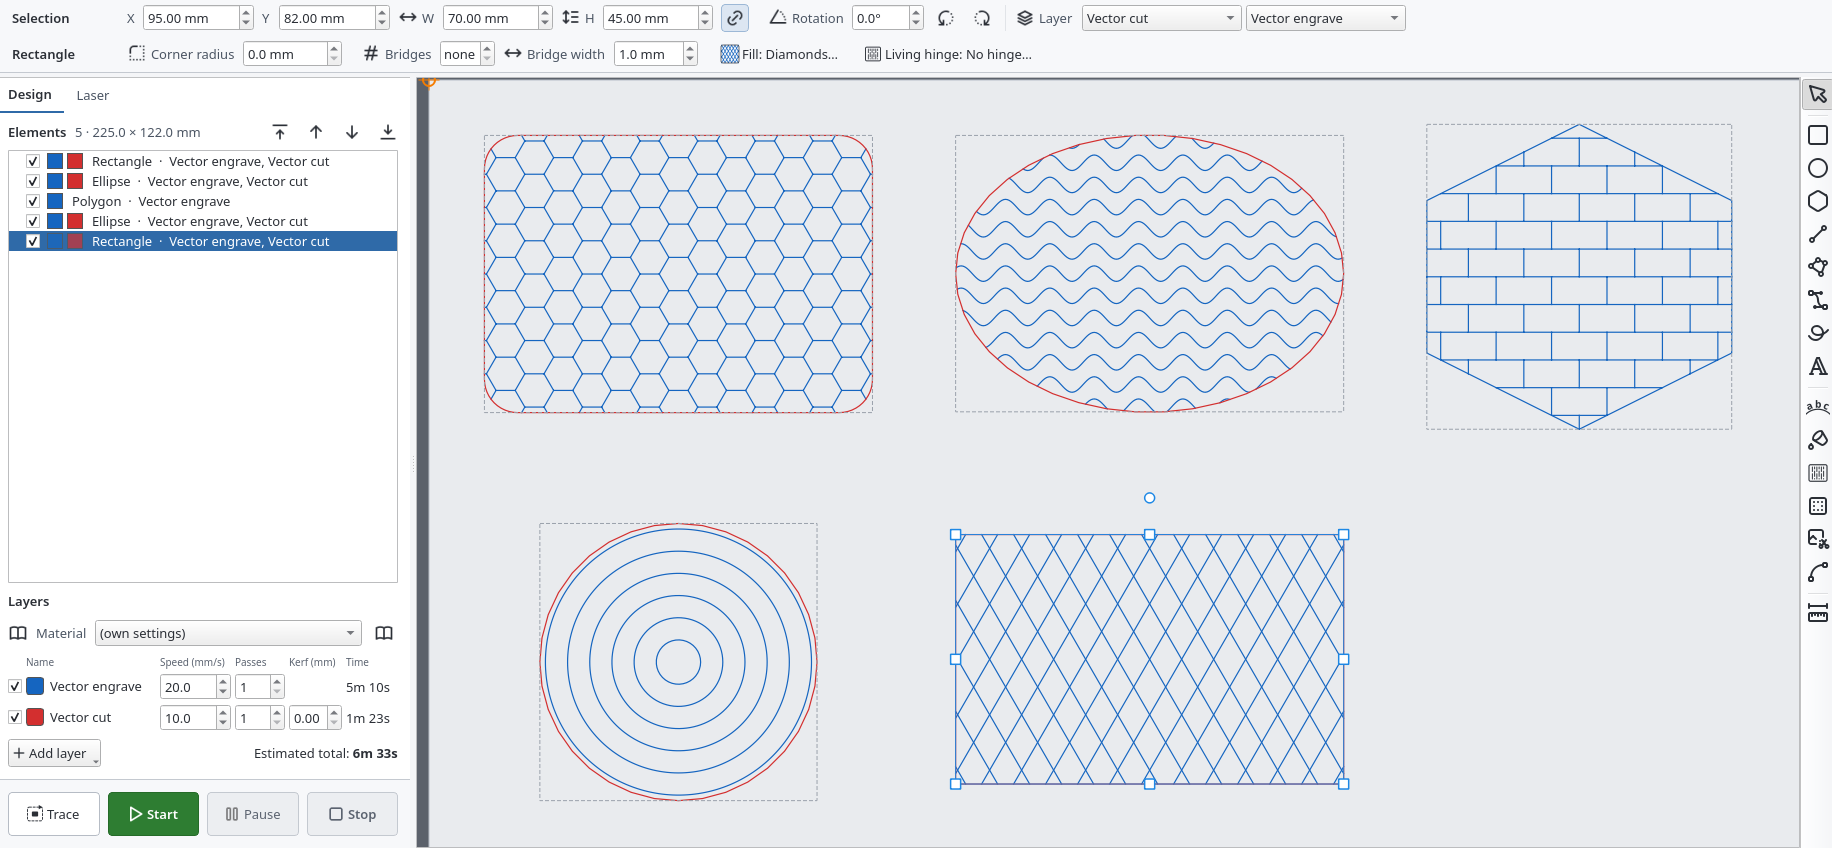 Selection X 95.00 mm Y 82.00 mm W 70.00 mm H 45.00 mm Rotation 0.0° Layer Vector cut Vector engrave
Rectangle Corner radius 0.0 mm Bridges none Bridge width 1.0 mm Fill: Diamonds... Living hinge: No hinge...
Design Laser
Elements 5 · 225.0 × 122.0 mm
Rectangle · Vector engrave, Vector cut
Ellipse · Vector engrave, Vector cut
Polygon · Vector engrave
Ellipse · Vector engrave, Vector cut
Rectangle · Vector engrave, Vector cut
Layers
Material (own settings)
Name Speed (mm/s) Passes Kerf (mm) Time
Vector engrave 20.0 1 5m 10s
Vector cut 10.0 1 0.00 1m 23s
Add layer Estimated total: 6m 33s
Trace Start Pause Stop
A
abc